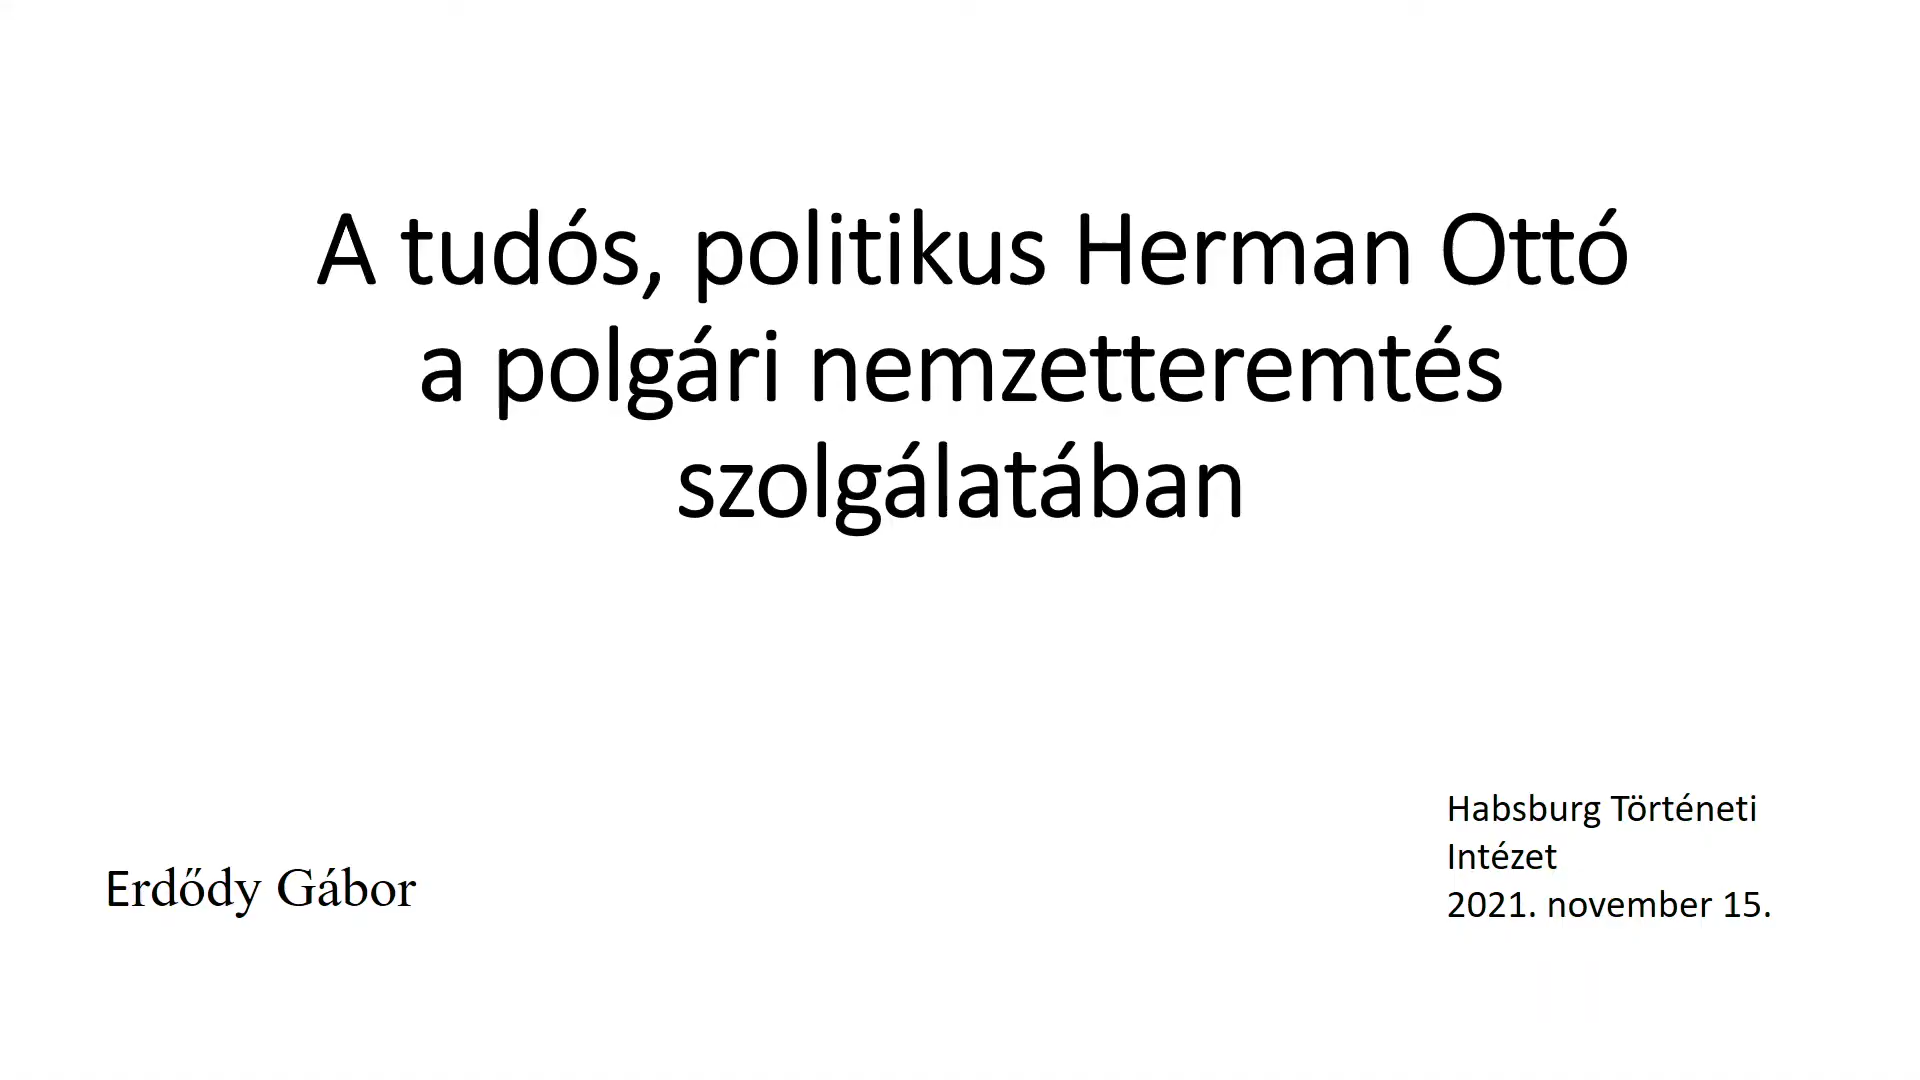 A tudós, politikus Herman Ottó
a polgári nemzetteremtés
szolgálatában
Erdődy Gábor
Habsburg Történeti
Intézet
2021. november 15.